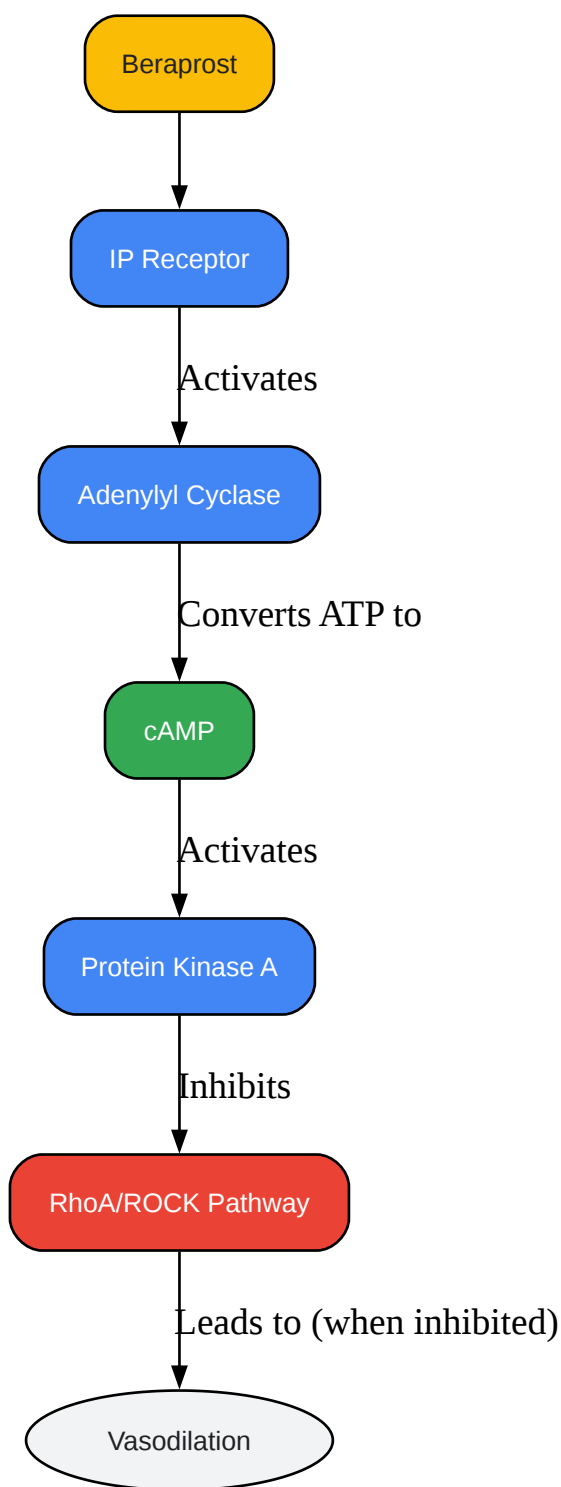 Beraprost
IP Receptor
Activates
Adenylyl Cyclase
Converts ATP to
cAMP
Activates
Protein Kinase A
Inhibits
RhoA/ROCK Pathway
Leads to (when inhibited)
Vasodilation